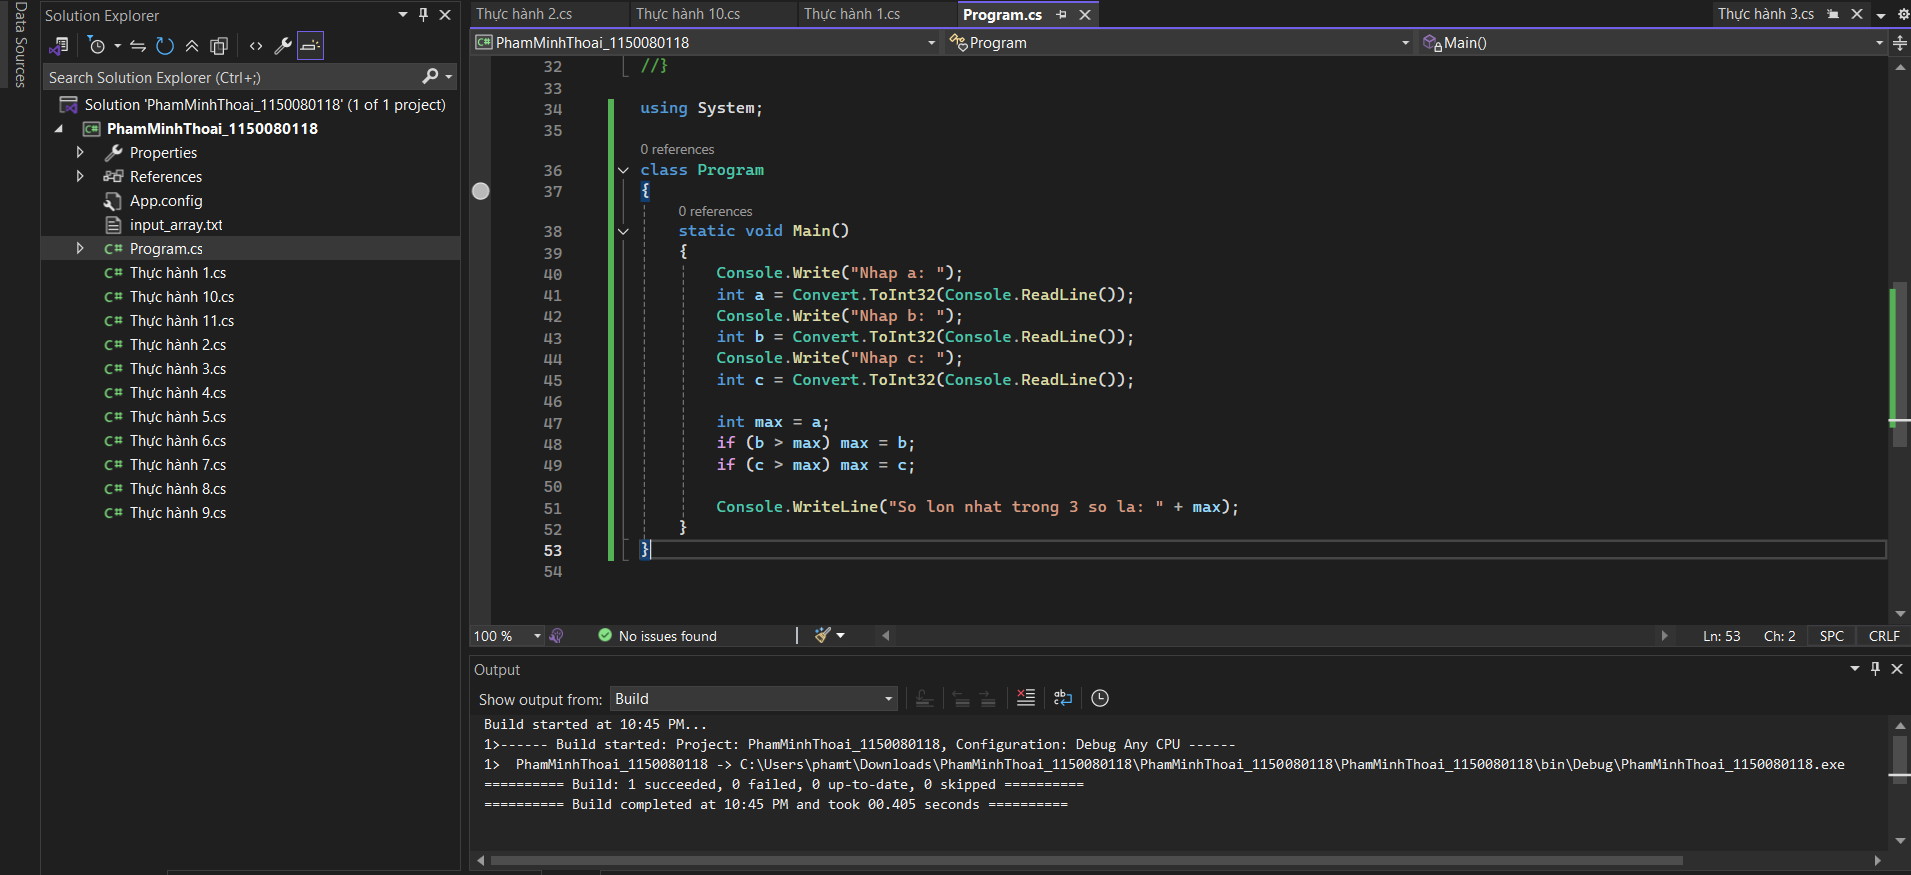 Data Sources
Solution Explorer
Search Solution Explorer (Ctrl+;)
Solution 'PhamMinhThoai_1150080118' (1 of 1 project)
C# PhamMinhThoai_1150080118
Properties
References
App.config
input_array.txt
C# Program.cs
C# Thực hành 1.cs
C# Thực hành 10.cs
C# Thực hành 11.cs
C# Thực hành 2.cs
C# Thực hành 3.cs
C# Thực hành 4.cs
C# Thực hành 5.cs
C# Thực hành 6.cs
C# Thực hành 7.cs
C# Thực hành 8.cs
C# Thực hành 9.cs
Thực hành 2.cs Thực hành 10.cs Thực hành 1.cs Program.cs Thực hành 3.cs
C# PhamMinhThoai_1150080118 Program Main()
32 //}
33
34 using System;
35
0 references
36 class Program
37 {
0 references
38 static void Main()
39 {
40 Console.Write("Nhap a: ");
41 int a = Convert.ToInt32(Console.ReadLine());
42 Console.Write("Nhap b: ");
43 int b = Convert.ToInt32(Console.ReadLine());
44 Console.Write("Nhap c: ");
45 int c = Convert.ToInt32(Console.ReadLine());
46
47 int max = a;
48 if (b > max) max = b;
49 if (c > max) max = c;
50
51 Console.WriteLine("So lon nhat trong 3 so la: " + max);
52 }
53 }
54
100 % No issues found Ln: 53 Ch: 2 SPC CRLF
Output
Show output from: Build
Build started at 10:45 PM...
1>------ Build started: Project: PhamMinhThoai_1150080118, Configuration: Debug Any CPU ------
1> PhamMinhThoai_1150080118 -> C:\Users\phamt\Downloads\PhamMinhThoai_1150080118\PhamMinhThoai_1150080118\PhamMinhThoai_1150080118\bin\Debug\PhamMinhThoai_1150080118.exe
========== Build: 1 succeeded, 0 failed, 0 up-to-date, 0 skipped ==========
========== Build completed at 10:45 PM and took 00.405 seconds ==========